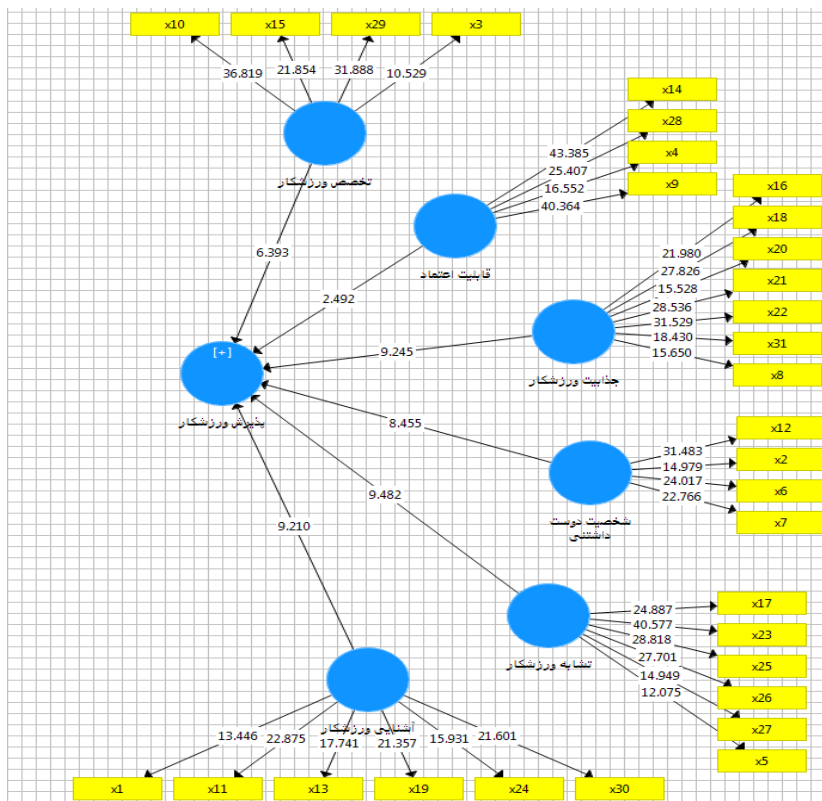 x10
x15
x29
x3
36.819
21.854
31.888
10.529
تخصص ورزشکار
6.393
x14
x28
x4
x9
43.385
25.407
16.552
40.364
قابلیت اعتماد
2.492
x16
x18
x20
x21
x22
x31
x8
21.980
27.826
15.528
28.536
31.529
18.430
15.650
جذابیت ورزشکار
9.245
[+]
پذیرش ورزشکار
8.455
x12
x2
x6
x7
31.483
14.979
24.017
22.766
شخصیت دوست
داشتنی
9.482
x17
x23
x25
x26
x27
x5
24.887
40.577
28.818
27.701
14.949
12.075
تشابه ورزشکار
9.210
آشنایی ورزشکار
13.446
22.875
17.741
21.357
15.931
21.601
x1
x11
x13
x19
x24
x30